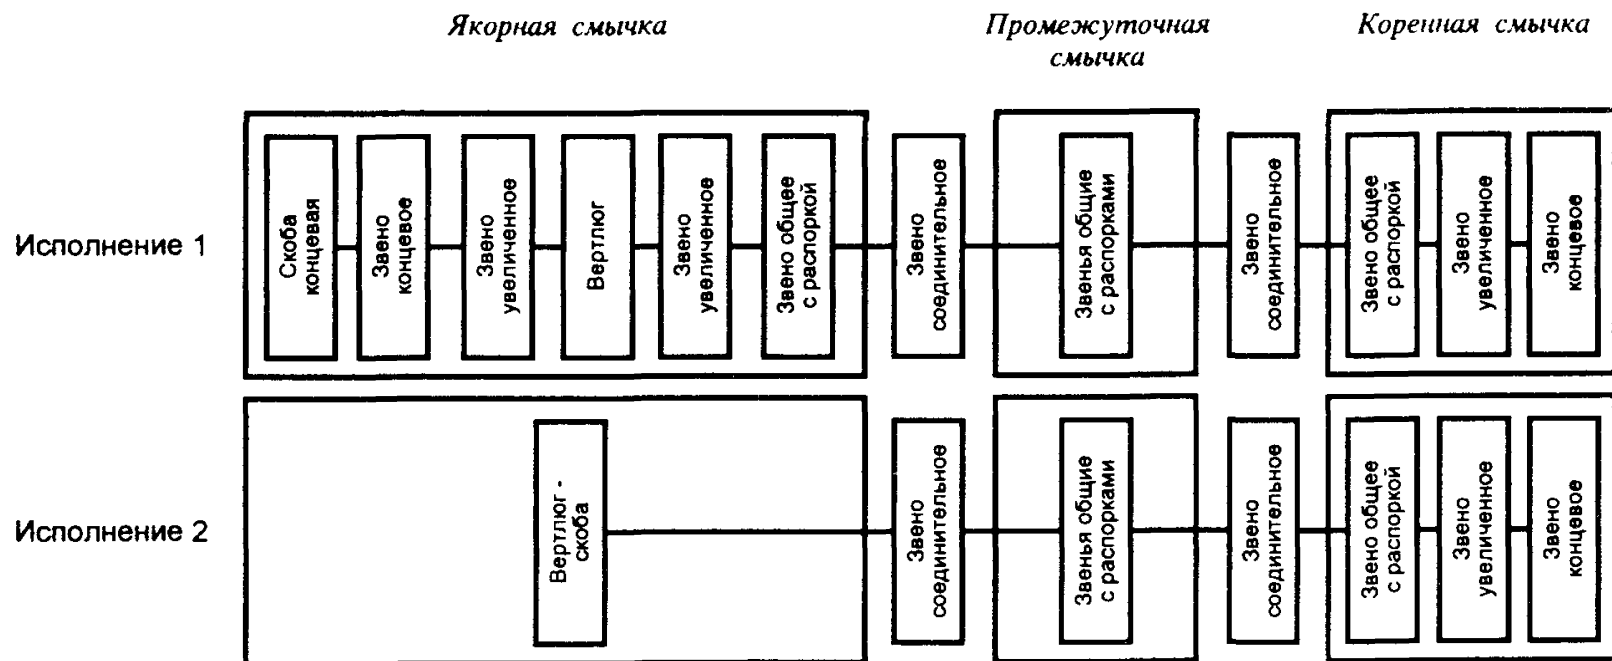 Якорная смычка
Промежуточная
смычка
Коренная смычка
Исполнение 1
Скоба
концевая
Звено
концевое
Звено
увеличенное
Вертлюг
Звено
увеличенное
Звено общее
с распоркой
Звено
соединительное
Звенья общие
с распорками
Звено
соединительное
Звено общее
с распоркой
Звено
увеличенное
Звено
концевое
Исполнение 2
Вертлюг -
скоба
Звено
соединительное
Звенья общие
с распорками
Звено
соединительное
Звено общее
с распоркой
Звено
увеличенное
Звено
концевое